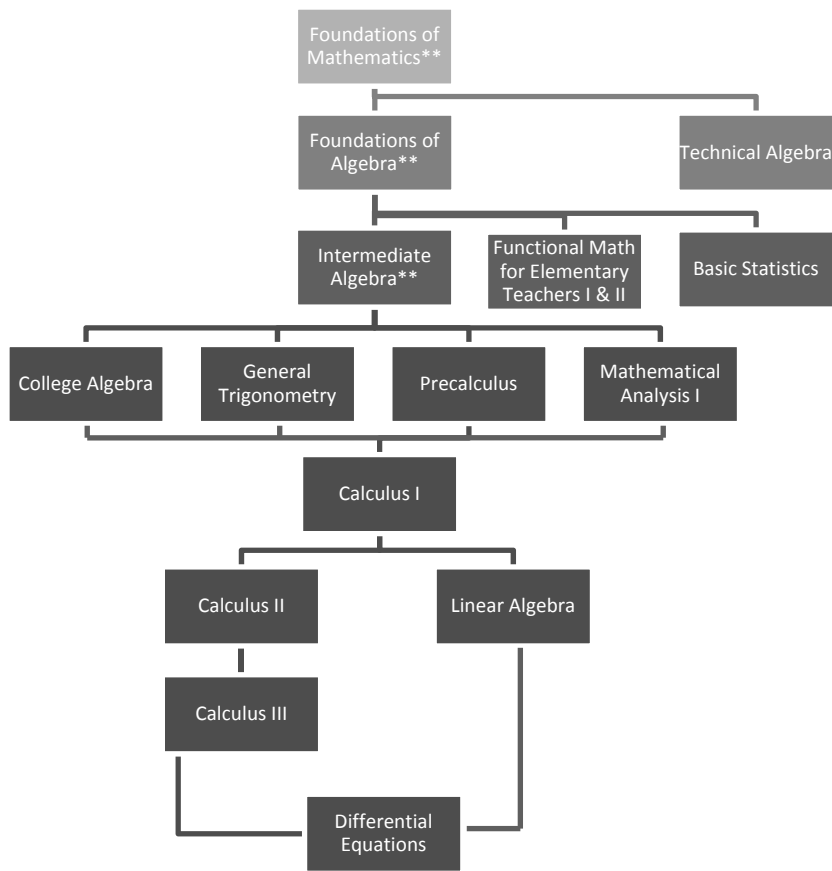 Foundations of
Mathematics**
Foundations of
Algebra**
Technical Algebra
Intermediate
Algebra**
Functional Math
for Elementary
Teachers I & II
Basic Statistics
College Algebra
General
Trigonometry
Precalculus
Mathematical
Analysis I
Calculus I
Calculus II
Linear Algebra
Calculus III
Differential
Equations